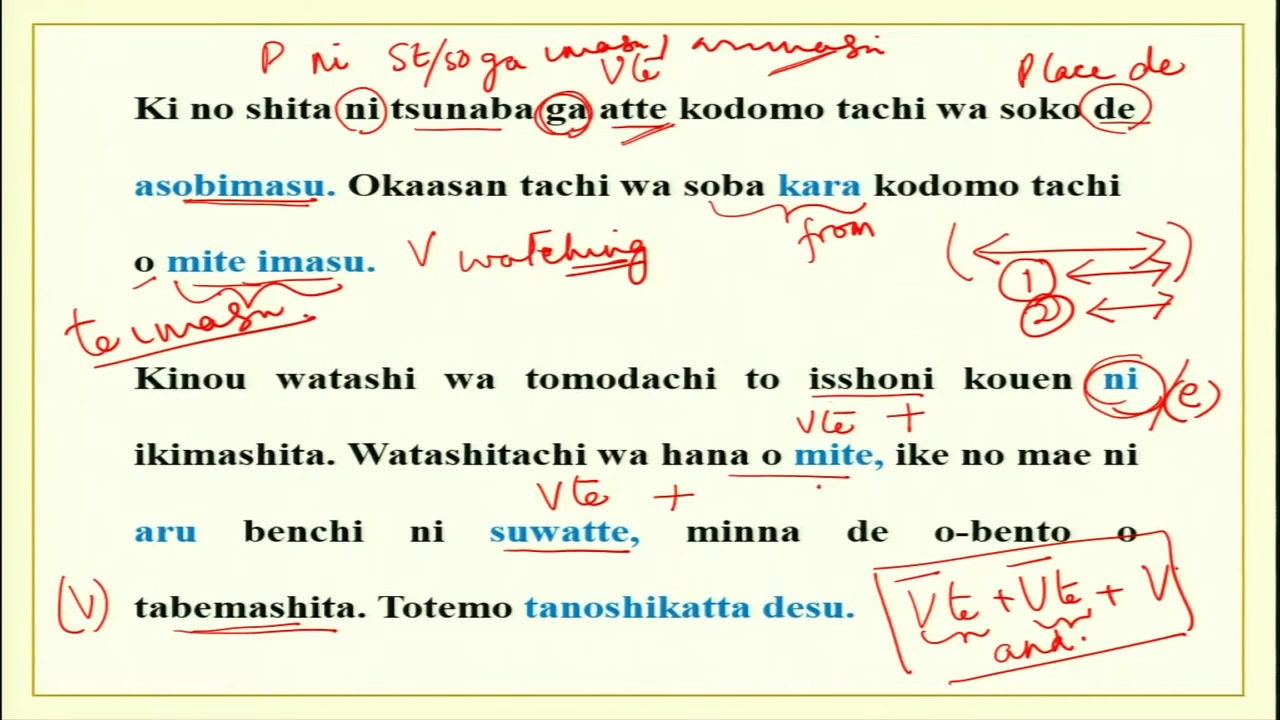 P ni St/so ga imasu, arimasu
Vte
Place de
Ki no shita ni tsunaba ga atte kodomo tachi wa soko de
asobimasu. Okaasan tachi wa soba kara kodomo tachi
from
o mite imasu. V watching
1
2
te imasu.
Kinou watashi wa tomodachi to isshoni kouen ni /(e)
Vte +
ikimashita. Watashitachi wa hana o mite, ike no mae ni
Vte +
aru benchi ni suwatte, minna de o-bento o
(V) tabemashita. Totemo tanoshikatta desu.
Vte + Vte + V
and.